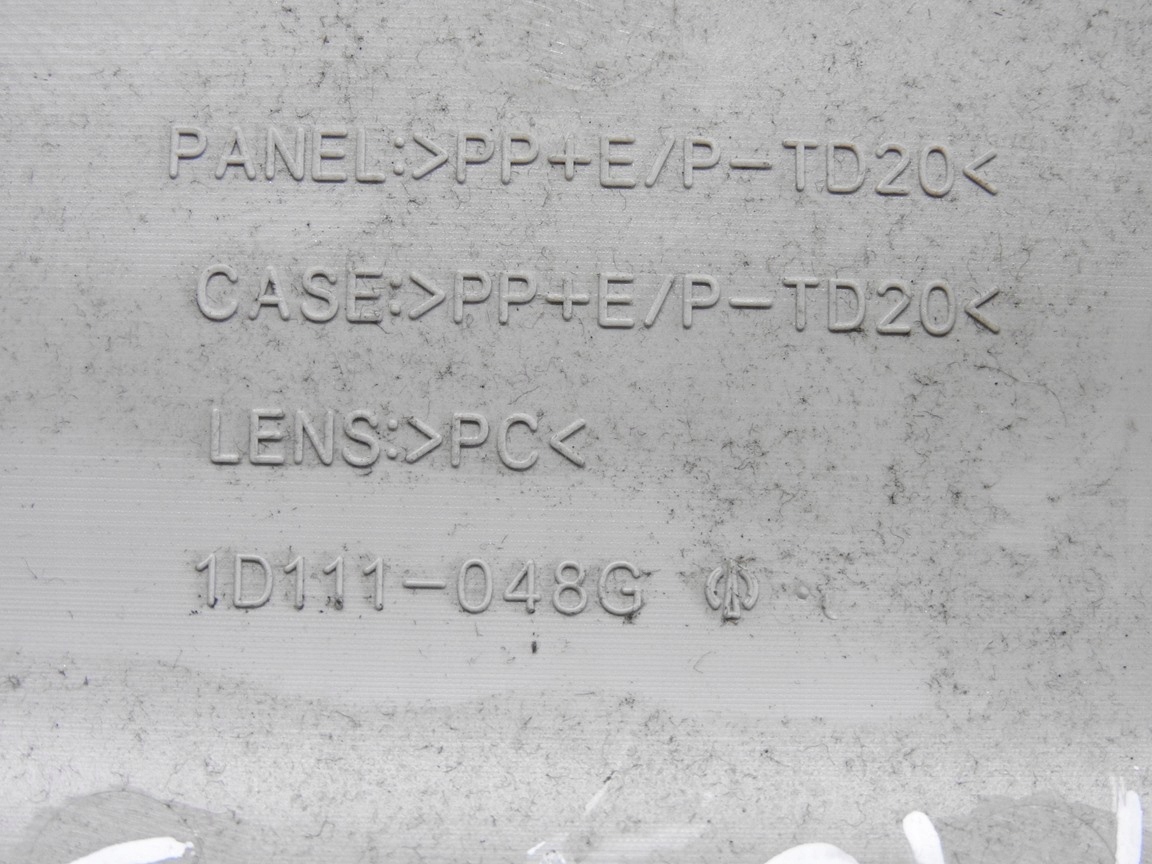 PANEL:>PP+E/P-TD20<
CASE:>PP+E/P-TD20<
LENS:>PC<
1D111-048G